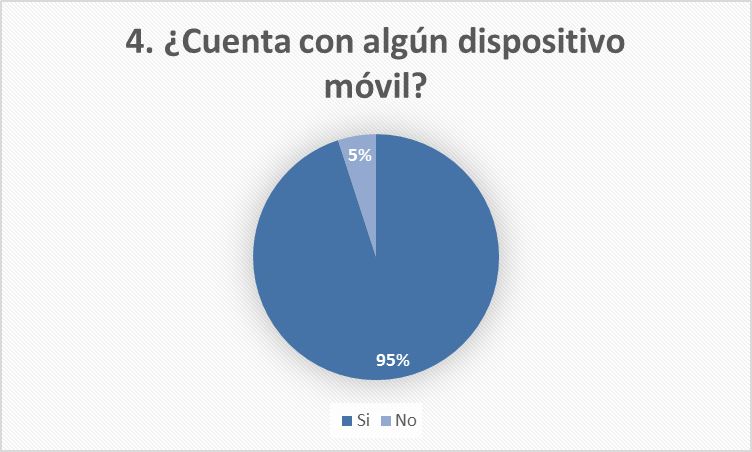 4. ¿Cuenta con algún dispositivo
móvil?
5%
95%
Si No